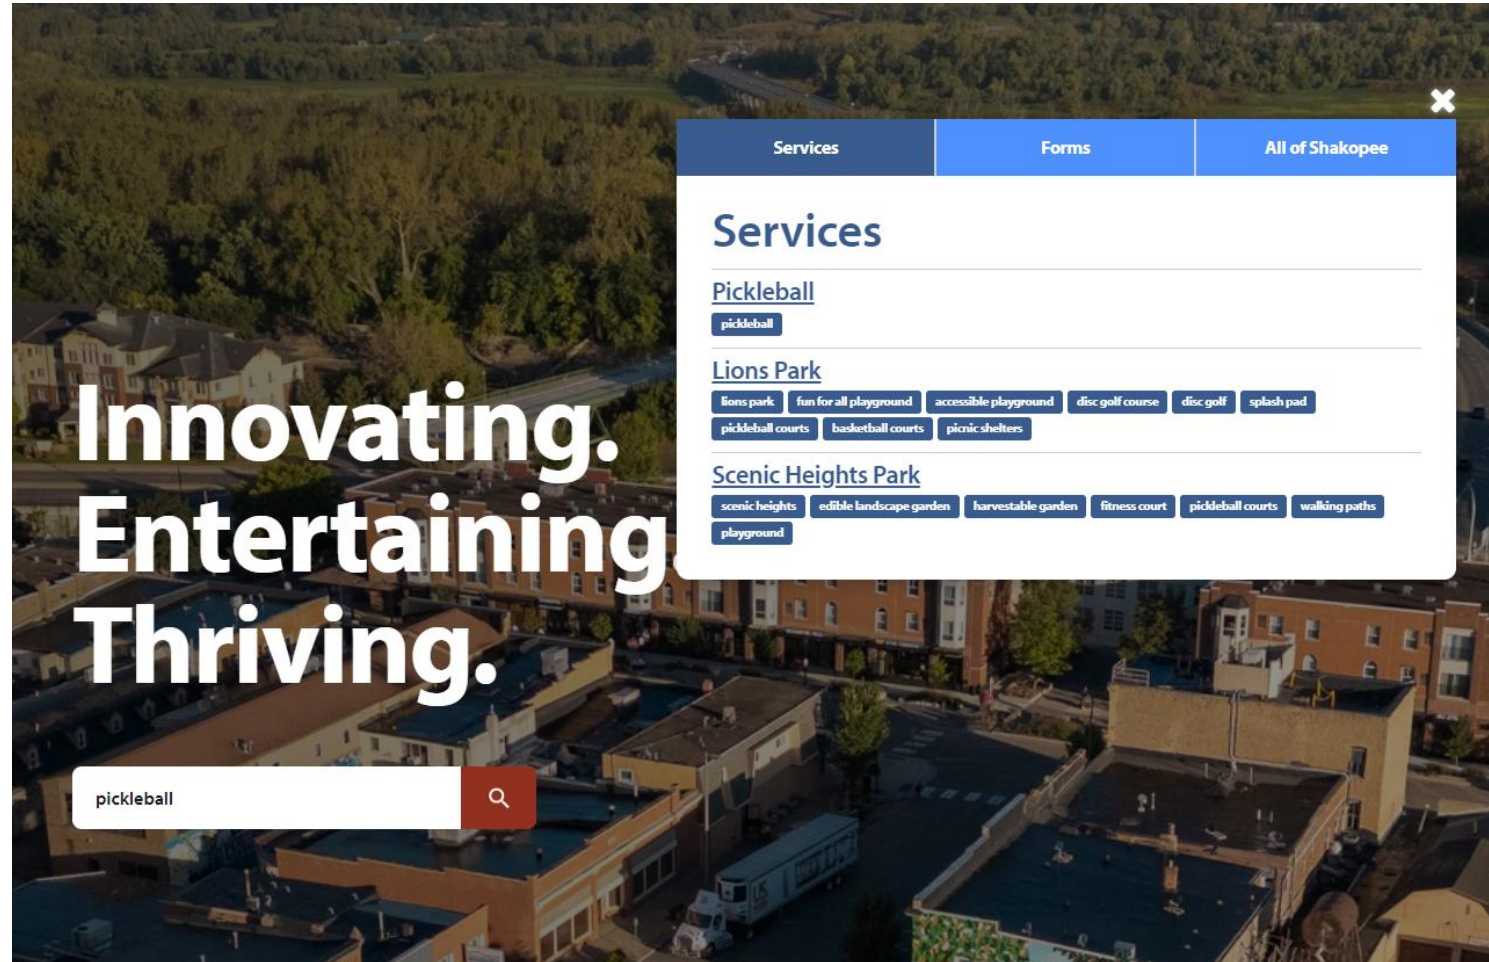 Services
Forms
All of Shakopee
Services
Pickleball
pickleball
Lions Park
lions park
fun for all playground
accessible playground
disc golf course
disc golf
splash pad
pickleball courts
basketball courts
picnic shelters
Scenic Heights Park
scenic heights
edible landscape garden
harvestable garden
fitness court
pickleball courts
walking paths
playground
Innovating.
Entertaining.
Thriving.
pickleball